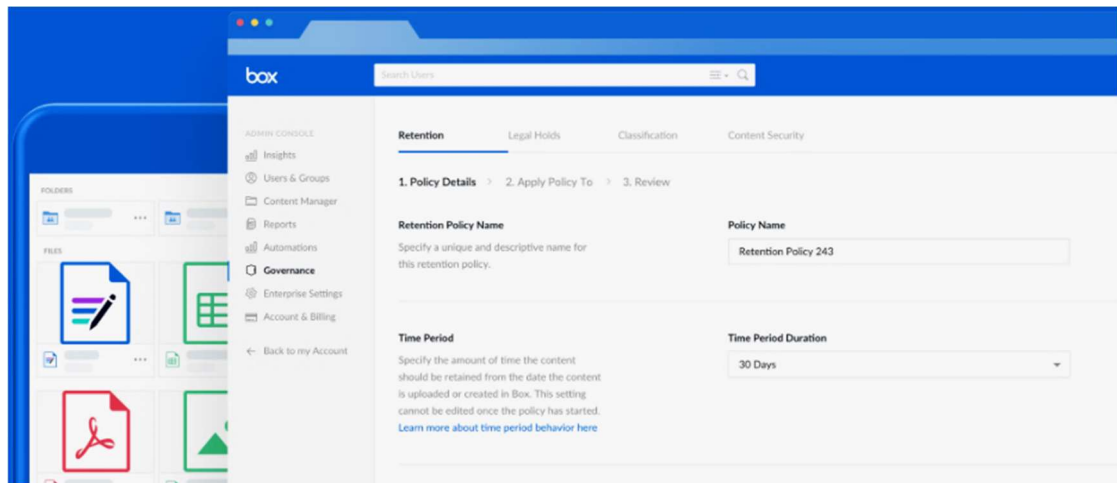 box
Search Users
FOLDERS
FILES
ADMIN CONSOLE
Insights
Users & Groups
Content Manager
Reports
Automations
Governance
Enterprise Settings
Account & Billing
← Back to my Account
Retention Legal Holds Classification Content Security
1. Policy Details > 2. Apply Policy To > 3. Review
Retention Policy Name
Specify a unique and descriptive name for
this retention policy.
Policy Name
Retention Policy 243
Time Period
Specify the amount of time the content
should be retained from the date the content
is uploaded or created in Box. This setting
cannot be edited once the policy has started.
Learn more about time period behavior here
Time Period Duration
30 Days